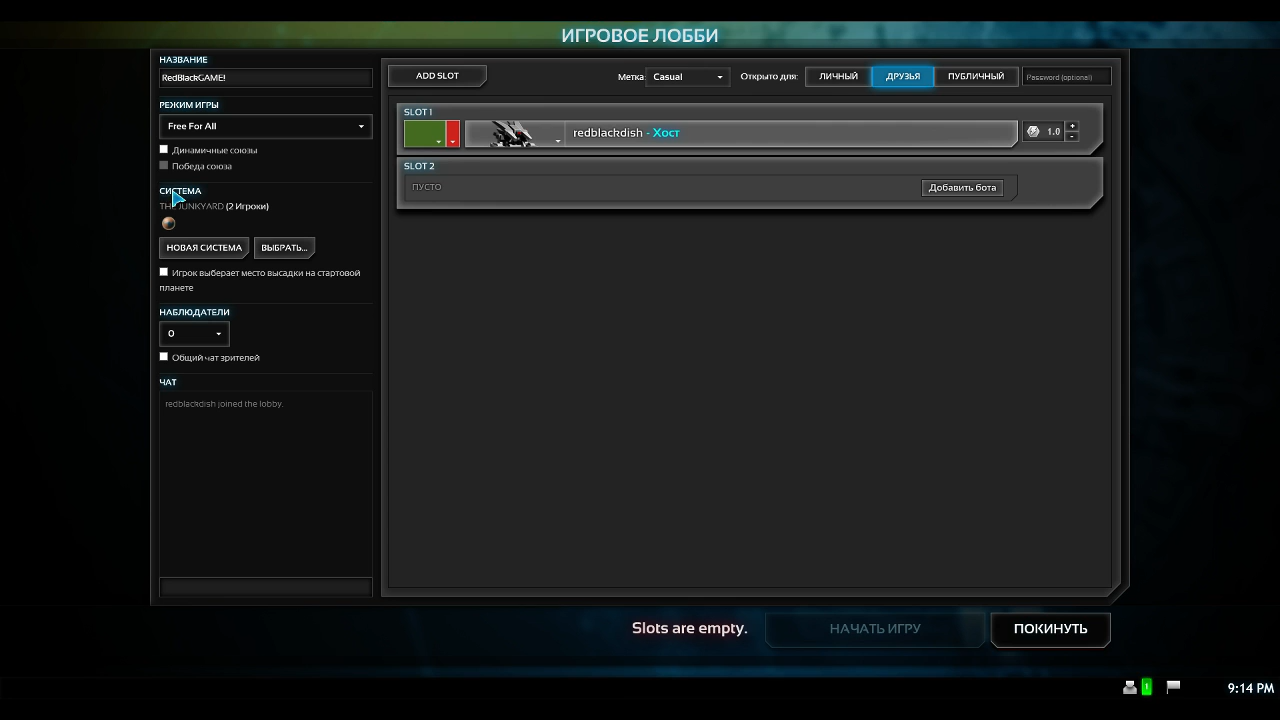 ИГРОВОЕ ЛОББИ
НАЗВАНИЕ
RedBlackGAME!
РЕЖИМ ИГРЫ
Free For All
Динамичные союзы
Победа союза
СИСТЕМА
THE JUNKYARD (2 Игроки)
НОВАЯ СИСТЕМА ВЫБРАТЬ...
Игрок выберает место высадки на стартовой
планете
НАБЛЮДАТЕЛИ
0
Общий чат зрителей
ЧАТ
redblackdish joined the lobby.
ADD SLOT Метка: Casual Открыто для: ЛИЧНЫЙ ДРУЗЬЯ ПУБЛИЧНЫЙ Password (optional)
SLOT 1
redblackdish - Хост 1.0 + -
SLOT 2
ПУСТО Добавить бота
Slots are empty. НАЧАТЬ ИГРУ ПОКИНУТЬ
9:14 PM